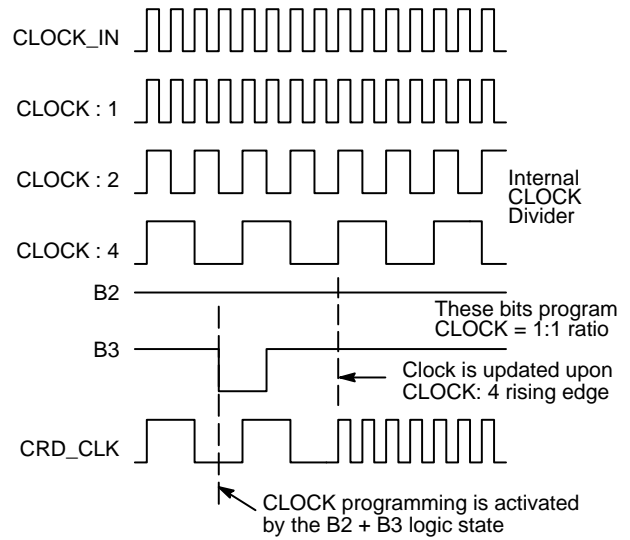 CLOCK_IN
CLOCK : 1
CLOCK : 2
Internal
CLOCK
Divider
CLOCK : 4
B2
These bits program
CLOCK = 1:1 ratio
B3
Clock is updated upon
CLOCK: 4 rising edge
CRD_CLK
CLOCK programming is activated
by the B2 + B3 logic state